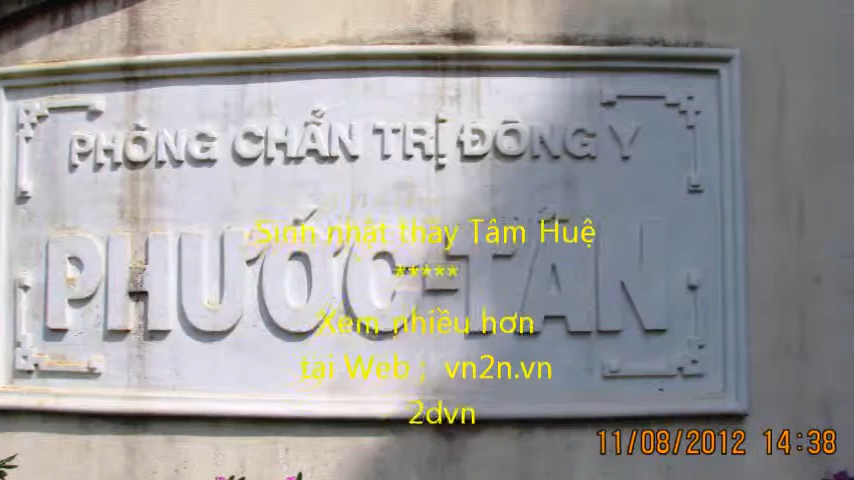 PHÒNG CHẨN TRỊ ĐÔNG Y
PHƯỚC-TẤN
Sinh nhật thầy Tâm Huệ
*****
Xem nhiều hơn
tại Web ; vn2n.vn
2dvn
11/08/2012 14:38